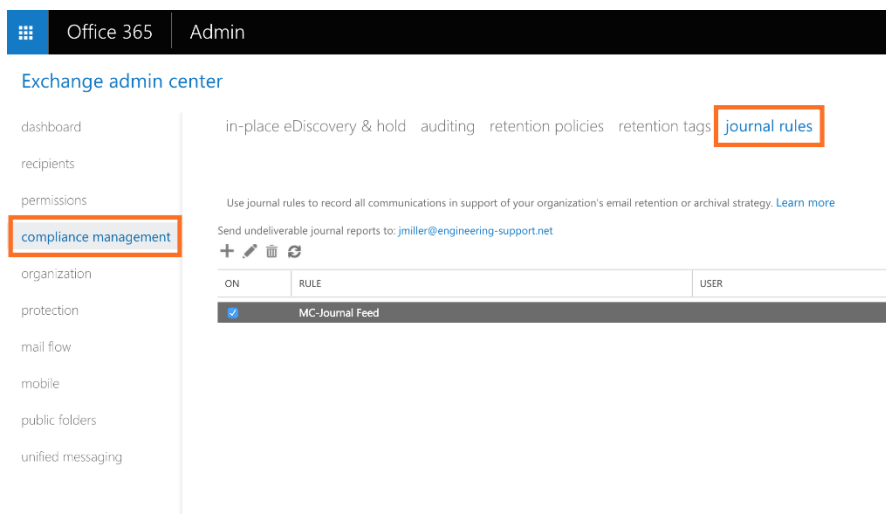 Office 365 Admin
Exchange admin center
dashboard
recipients
permissions
compliance management
organization
protection
mail flow
mobile
public folders
unified messaging
in-place eDiscovery & hold auditing retention policies retention tags journal rules
Use journal rules to record all communications in support of your organization's email retention or archival strategy. Learn more
Send undeliverable journal reports to: jmiller@engineering-support.net
ON RULE USER
MC-Journal Feed